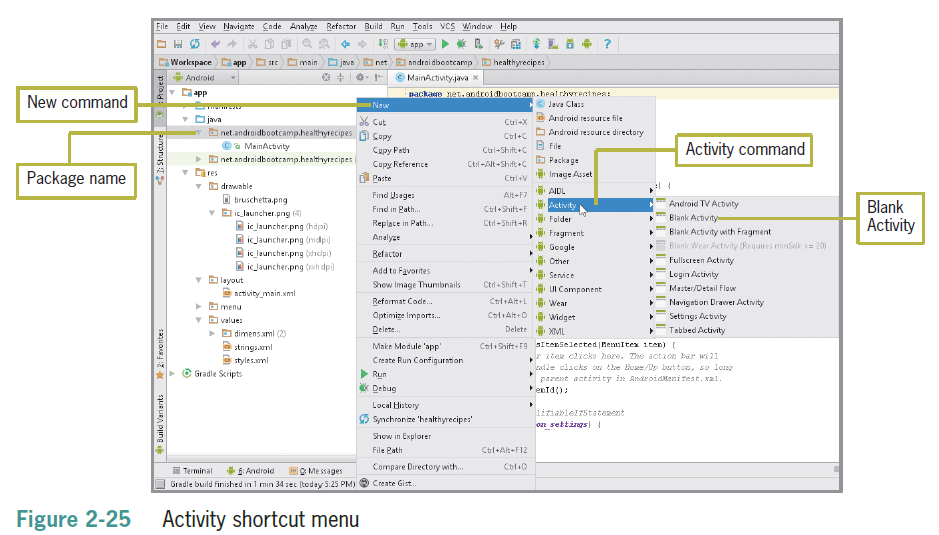 File Edit View Navigate Code Analyze Refactor Build Run Tools VCS Window Help
app
?
Workspace app src main java net androidbootcamp healthyrecipes
Android
MainActivity.java ×
Project
app
package net.androidbootcamp.healthyrecipes;
New command
New
Java Class
manifests
Cut Ctrl+X
Android resource file
java
Copy Ctrl+C
Android resource directory
net.androidbootcamp.healthyrecipes
Copy Path Ctrl+Shift+C
File
MainActivity
Copy Reference Ctrl+Alt+Shift+C
Package
Activity command
net.androidbootcamp.healthyrecipes
Package name
Z: Structure
Paste Ctrl+V
Image Asset
res
Find Usages Alt+F7
AIDL
drawable
Find in Path... Ctrl+Shift+F
Activity
Android TV Activity
bruschetta.png
Replace in Path... Ctrl+Shift+R
Folder
Blank Activity
Blank
Activity
ic_launcher.png (4)
Analyze
Fragment
Blank Activity with Fragment
ic_launcher.png (hdpi)
Refactor
Google
Blank Wear Activity (Requires minSdk >= 20)
ic_launcher.png (mdpi)
Other
Fullscreen Activity
ic_launcher.png (xhdpi)
Add to Favorites
Service
Login Activity
ic_launcher.png (xxhdpi)
Show Image Thumbnails Ctrl+Shift+T
UI Component
Master/Detail Flow
layout
Reformat Code... Ctrl+Alt+L
Wear
Navigation Drawer Activity
activity_main.xml
Optimize Imports... Ctrl+Alt+O
Widget
Settings Activity
menu
Delete... Delete
XML
Tabbed Activity
values
dimens.xml (2)
Make Module 'app' Ctrl+Shift+F9
sItemSelected(MenuItem item) {
strings.xml
Create Run Configuration
r item clicks here. The action bar will
styles.xml
Run
ndle clicks on the Home/Up button, so long
2: Favorites
Gradle Scripts
Debug
parent activity in AndroidManifest.xml.
emId();
Build Variants
Local History
lifiableIfStatement
Synchronize 'healthyrecipes'
on_settings) {
Show in Explorer
File Path Ctrl+Alt+F12
Terminal 6: Android 0: Messages
Compare Directory with... Ctrl+D
Gradle build finished in 1 min 34 sec (today 5:25 PM)
Create Gist...
Figure 2-25 Activity shortcut menu